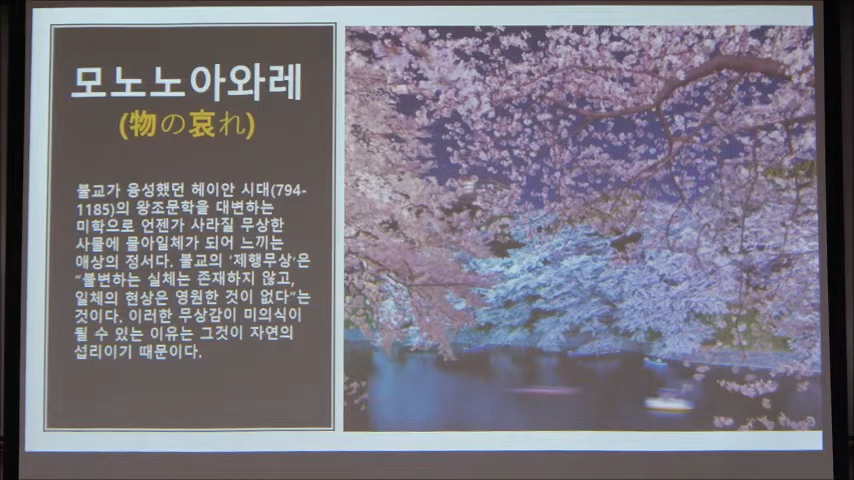 모노노아와레
(物の哀れ)
불교가 융성했던 헤이안 시대(794-
1185)의 왕조문학을 대변하는
미학으로 언젠가 사라질 무상한
사물에 물아일체가 되어 느끼는
애상의 정서다. 불교의 ‘제행무상’은
“불변하는 실체는 존재하지 않고,
일체의 현상은 영원한 것이 없다”는
것이다. 이러한 무상감이 미의식이
될 수 있는 이유는 그것이 자연의
섭리이기 때문이다.